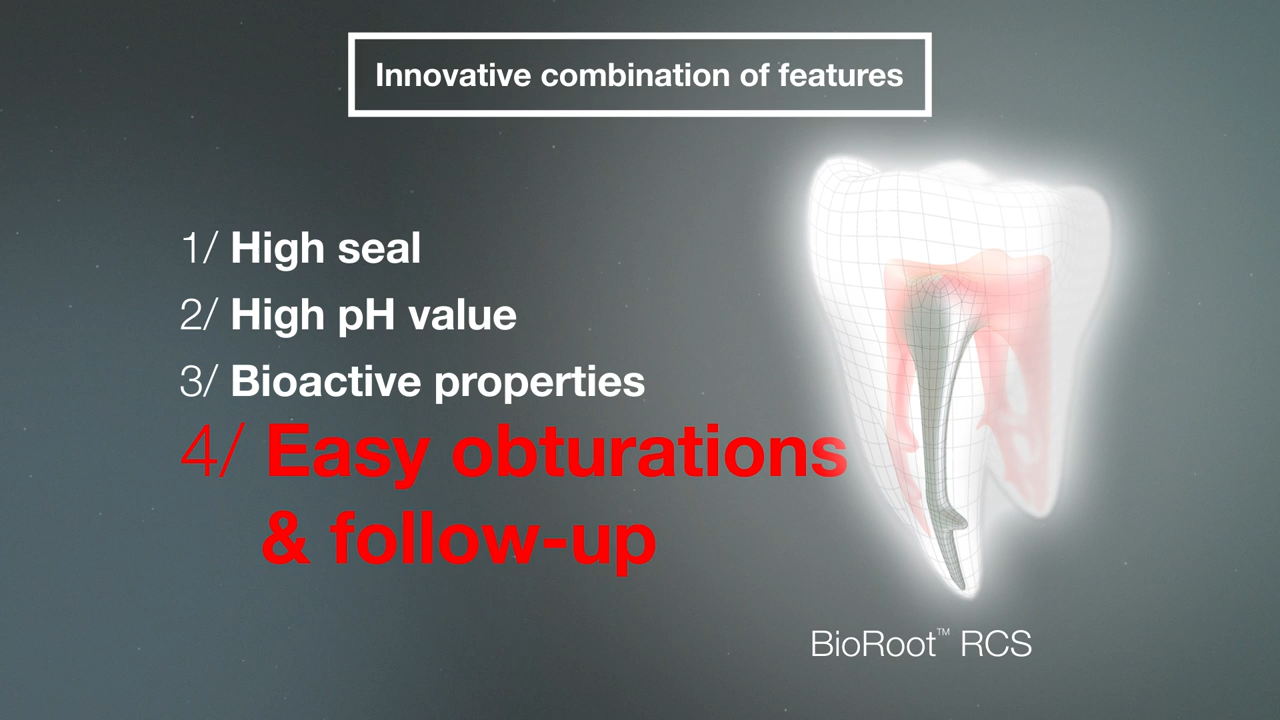 Innovative combination of features
1/ High seal
2/ High pH value
3/ Bioactive properties
4/ Easy obturations
& follow-up
BioRoot™ RCS